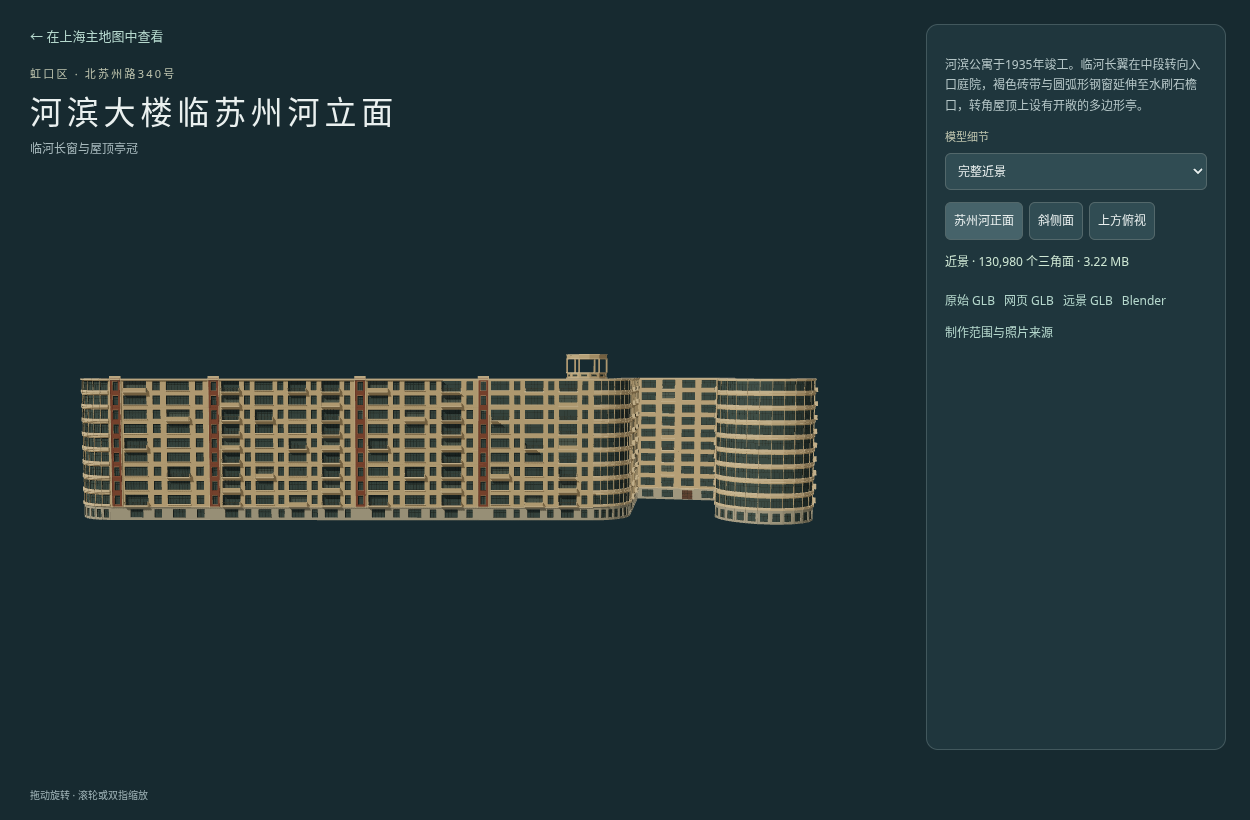 ← 在上海主地图中查看
虹口区 · 北苏州路340号
河滨大楼临苏州河立面
临河长窗与屋顶亭冠
河滨公寓于1935年竣工。临河长翼在中段转向入
口庭院，褐色砖带与圆弧形钢窗延伸至水刷石檐
口，转角屋顶上设有开敞的多边形亭。
模型细节
完整近景
苏州河正面 斜侧面 上方俯视
近景 · 130,980 个三角面 · 3.22 MB
原始 GLB 网页 GLB 远景 GLB Blender
制作范围与照片来源
拖动旋转 · 滚轮或双指缩放